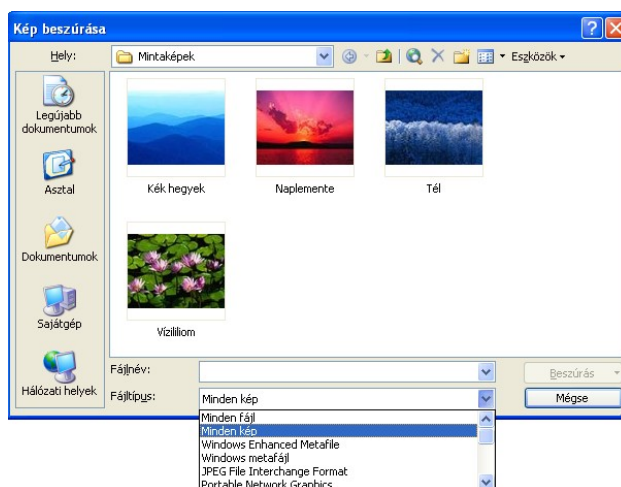 Kép beszúrása
Hely:
Mintaképek
Eszközök
Legújabb
dokumentumok
Asztal
Dokumentumok
Sajátgép
Hálózati helyek
Kék hegyek
Naplemente
Tél
Vízililiom
Fájlnév:
Beszúrás
Fájltípus:
Minden kép
Mégse
Minden fájl
Minden kép
Windows Enhanced Metafile
Windows metafájl
JPEG File Interchange Format
Portable Network Graphics